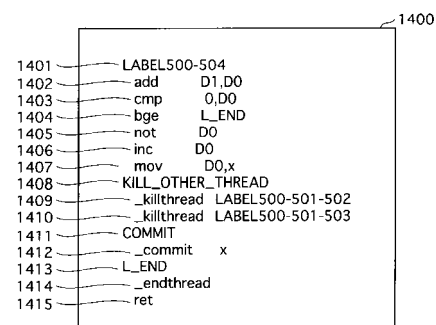 1400
1401 LABEL500-504
1402 add D1,D0
1403 cmp 0,D0
1404 bge L_END
1405 not D0
1406 inc D0
1407 mov D0,x
1408 KILL_OTHER_THREAD
1409 _killthread LABEL500-501-502
1410 _killthread LABEL500-501-503
1411 COMMIT
1412 _commit x
1413 L_END
1414 _endthread
1415 ret